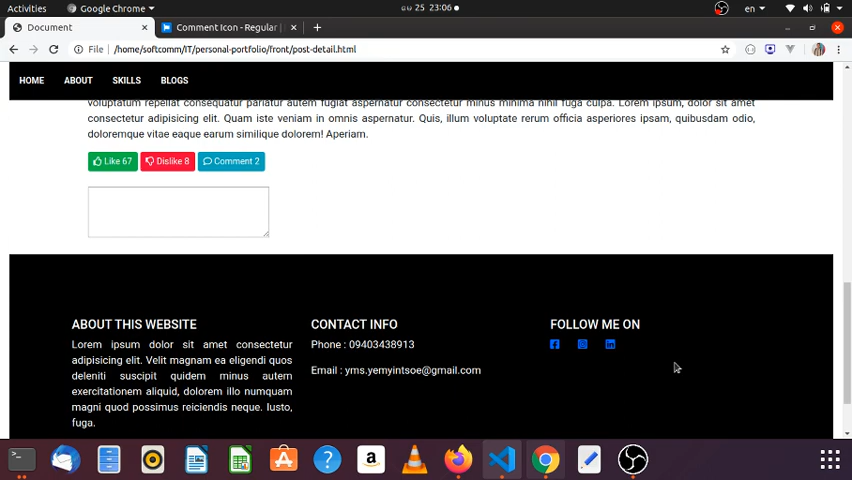 Activities
Google Chrome
25 23:06
en
Document
Comment Icon - Regular
File
/home/softcomm/IT/personal-portfolio/front/post-detail.html
HOME
ABOUT
SKILLS
BLOGS
voluptatum repellat consequatur pariatur autem fugiat aspernatur consectetur minus minima nihil fuga culpa. Lorem ipsum, dolor sit amet
consectetur adipisicing elit. Quam iste veniam in omnis aspernatur. Quis, illum voluptate rerum officia asperiores ipsam, quibusdam odio,
doloremque vitae eaque earum similique dolorem! Aperiam.
Like 67
Dislike 8
Comment 2
ABOUT THIS WEBSITE
Lorem ipsum dolor sit amet consectetur
adipisicing elit. Velit magnam ea eligendi quos
deleniti suscipit quidem minus autem
exercitationem aliquid, dolorem illo numquam
magni quod possimus reiciendis neque. Iusto,
fuga.
CONTACT INFO
Phone : 09403438913
Email : yms.yemyintsoe@gmail.com
FOLLOW ME ON